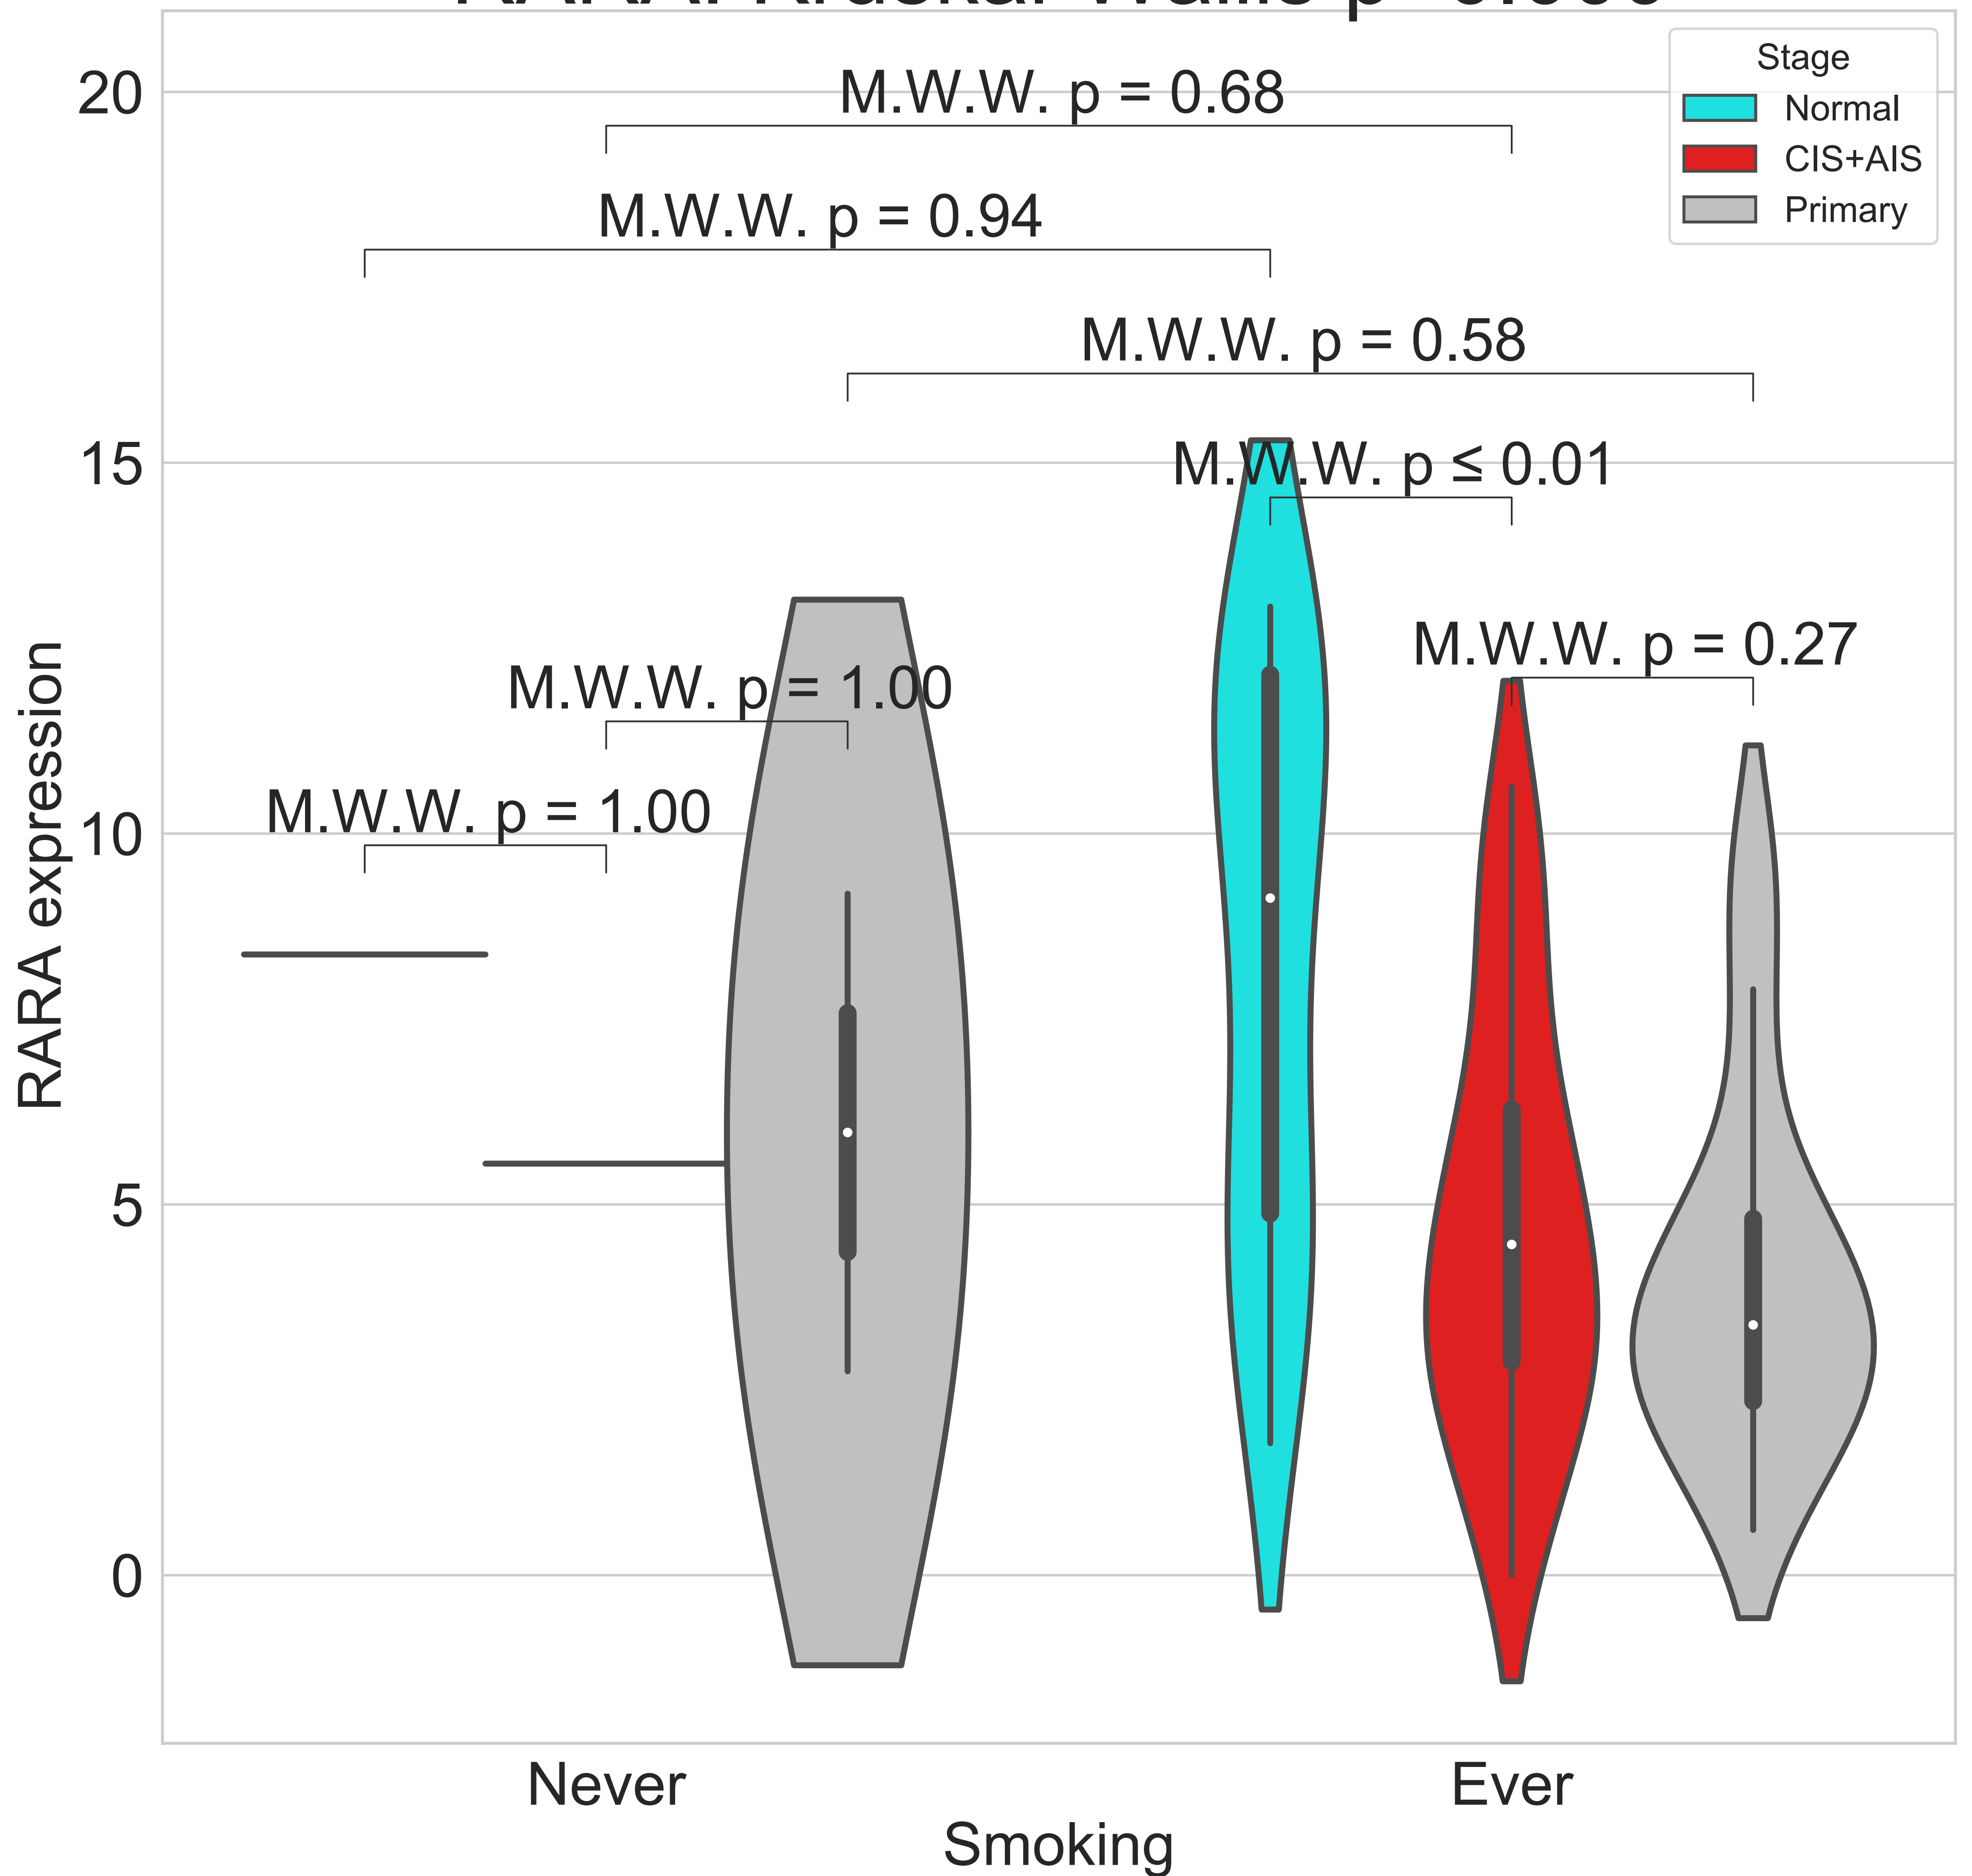 Stage
Normal
CIS+AIS
Primary
20
15
10
5
0
RARA expression
M.W.W. p = 0.68
M.W.W. p = 0.94
M.W.W. p = 0.58
M.W.W. p ≤ 0.01
M.W.W. p = 0.27
M.W.W. p = 1.00
M.W.W. p = 1.00
Never
Ever
Smoking